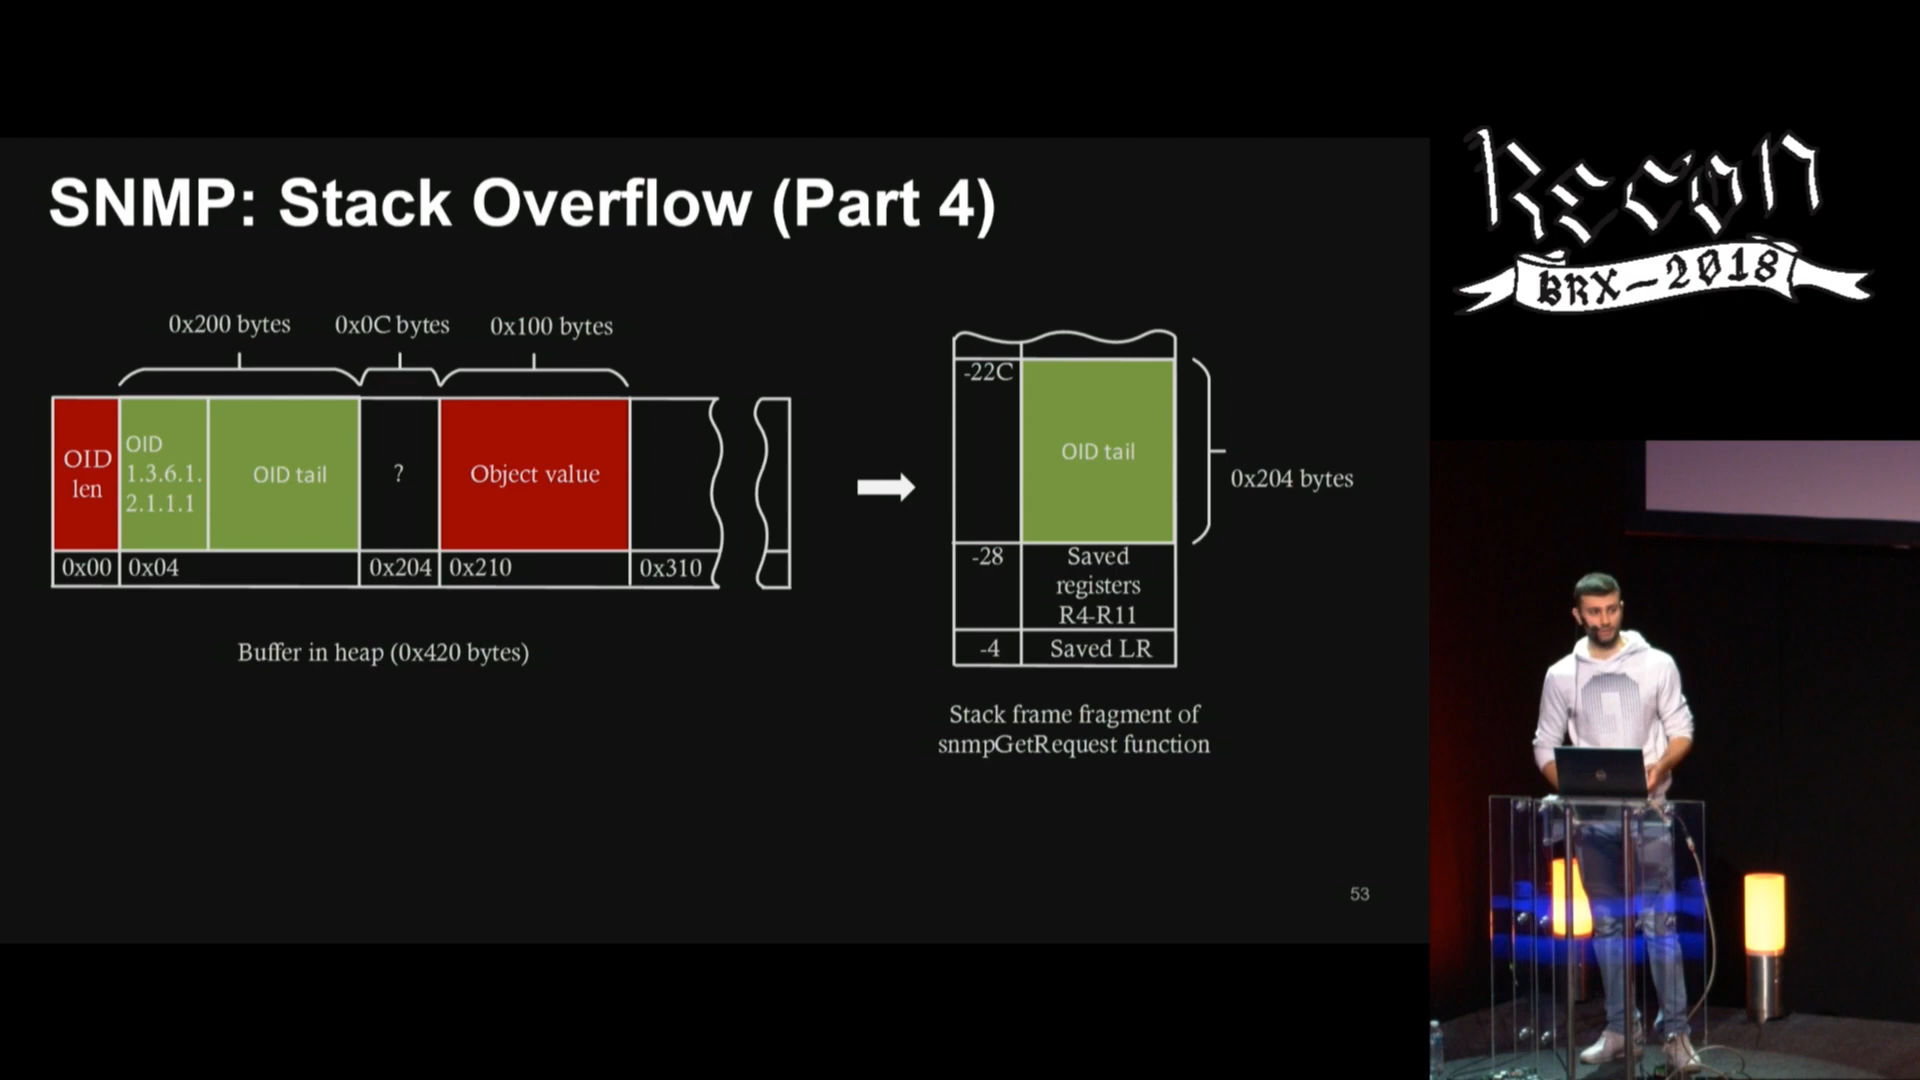 SNMP: Stack Overflow (Part 4)
0x200 bytes
0x0C bytes
0x100 bytes
OID
len
OID
1.3.6.1.
2.1.1.1
OID tail
?
Object value
0x00
0x04
0x204
0x210
0x310
Buffer in heap (0x420 bytes)
-22C
OID tail
0x204 bytes
-28
Saved
registers
R4-R11
-4
Saved LR
Stack frame fragment of
snmpGetRequest function
53
Recon
BRX-2018